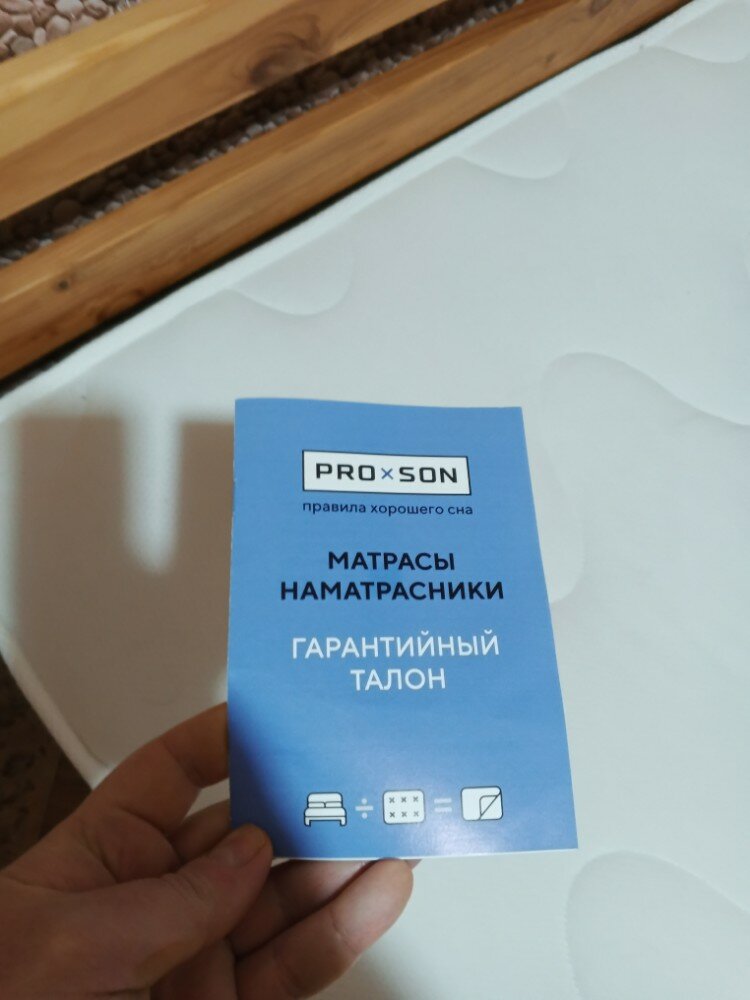 PRO×SON
правила хорошего сна
МАТРАСЫ
НАМАТРАСНИКИ
ГАРАНТИЙНЫЙ
ТАЛОН